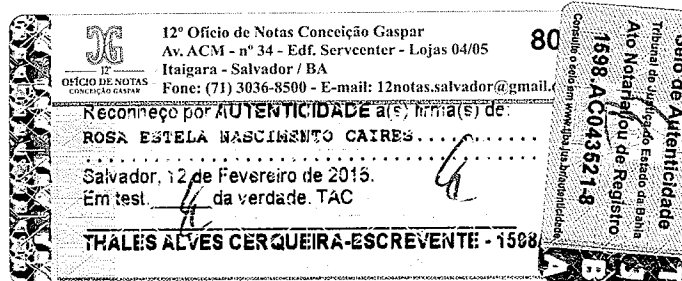 12º Ofício de Notas Conceição Gaspar
Av. ACM - nº 34 - Edf. Servcenter - Lojas 04/05
Itaigara - Salvador / BA
Fone: (71) 3036-8500 - E-mail: 12notas.salvador@gmail.c
12º
OFÍCIO DE NOTAS
CONCEIÇÃO GASPAR
80
Reconheço por AUTENTICIDADE a(s) firma(s) de:
ROSA ESTELA NASCIMENTO CAIRES
Salvador, 12 de Fevereiro de 2015.
Em test. da verdade. TAC
THALES ALVES CERQUEIRA-ESCREVENTE - 1598/
Selo de Autenticidade
Tribunal de Justiça do Estado da Bahia
Ato Notarial ou de Registro
1598.AC043521-8
Consulte o selo em www.tjba.jus.br/autenticidade